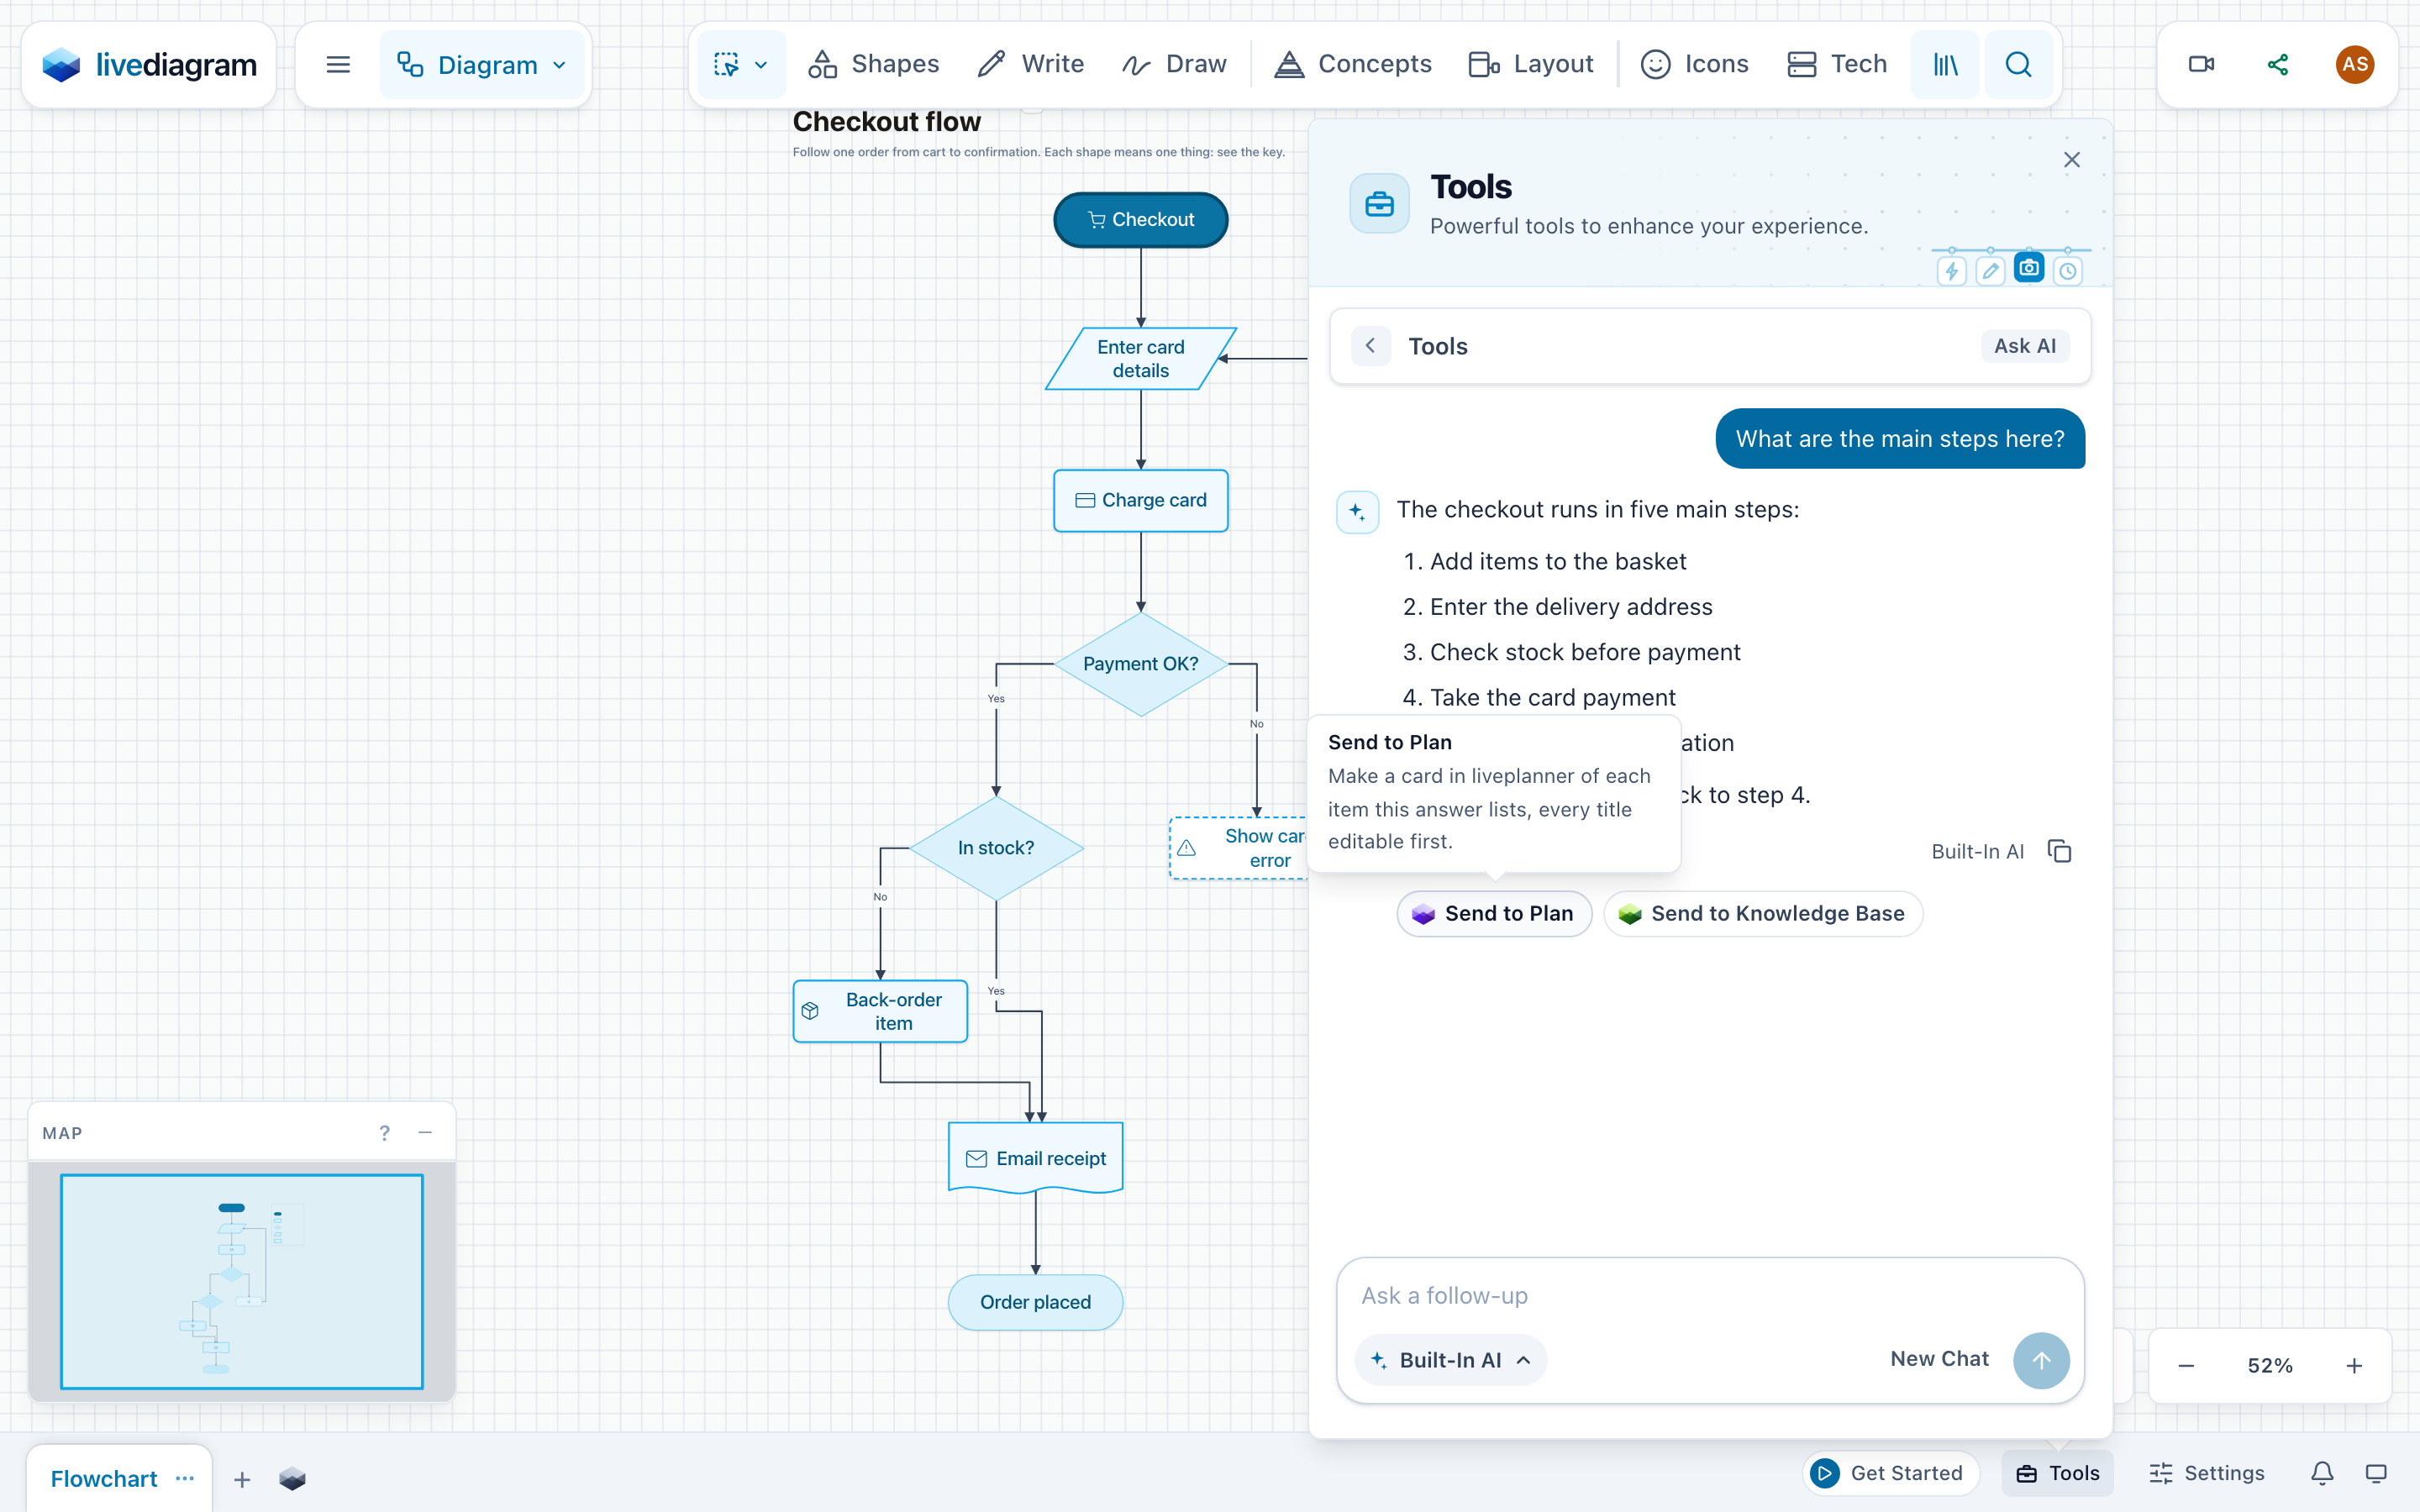 livediagram
Diagram
Shapes
Write
Draw
Concepts
Layout
Icons
Tech
AS
Checkout flow
Follow one order from cart to confirmation. Each shape means one thing: see the key.
Checkout
Enter card
details
Charge card
Payment OK?
Yes
No
In stock?
Show car
error
No
Yes
Back-order
item
Email receipt
Order placed
Tools
Powerful tools to enhance your experience.
Tools
Ask AI
What are the main steps here?
The checkout runs in five main steps:
1. Add items to the basket
2. Enter the delivery address
3. Check stock before payment
4. Take the card payment
ation
ck to step 4.
Send to Plan
Make a card in liveplanner of each
item this answer lists, every title
editable first.
Built-In AI
Send to Plan
Send to Knowledge Base
Ask a follow-up
Built-In AI
New Chat
MAP
?
52%
Flowchart
Get Started
Tools
Settings